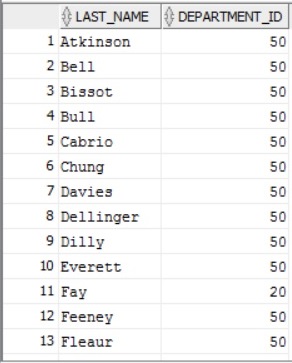 LAST_NAME DEPARTMENT_ID
1 Atkinson 50
2 Bell 50
3 Bissot 50
4 Bull 50
5 Cabrio 50
6 Chung 50
7 Davies 50
8 Dellinger 50
9 Dilly 50
10 Everett 50
11 Fay 20
12 Feeney 50
13 Fleaur 50